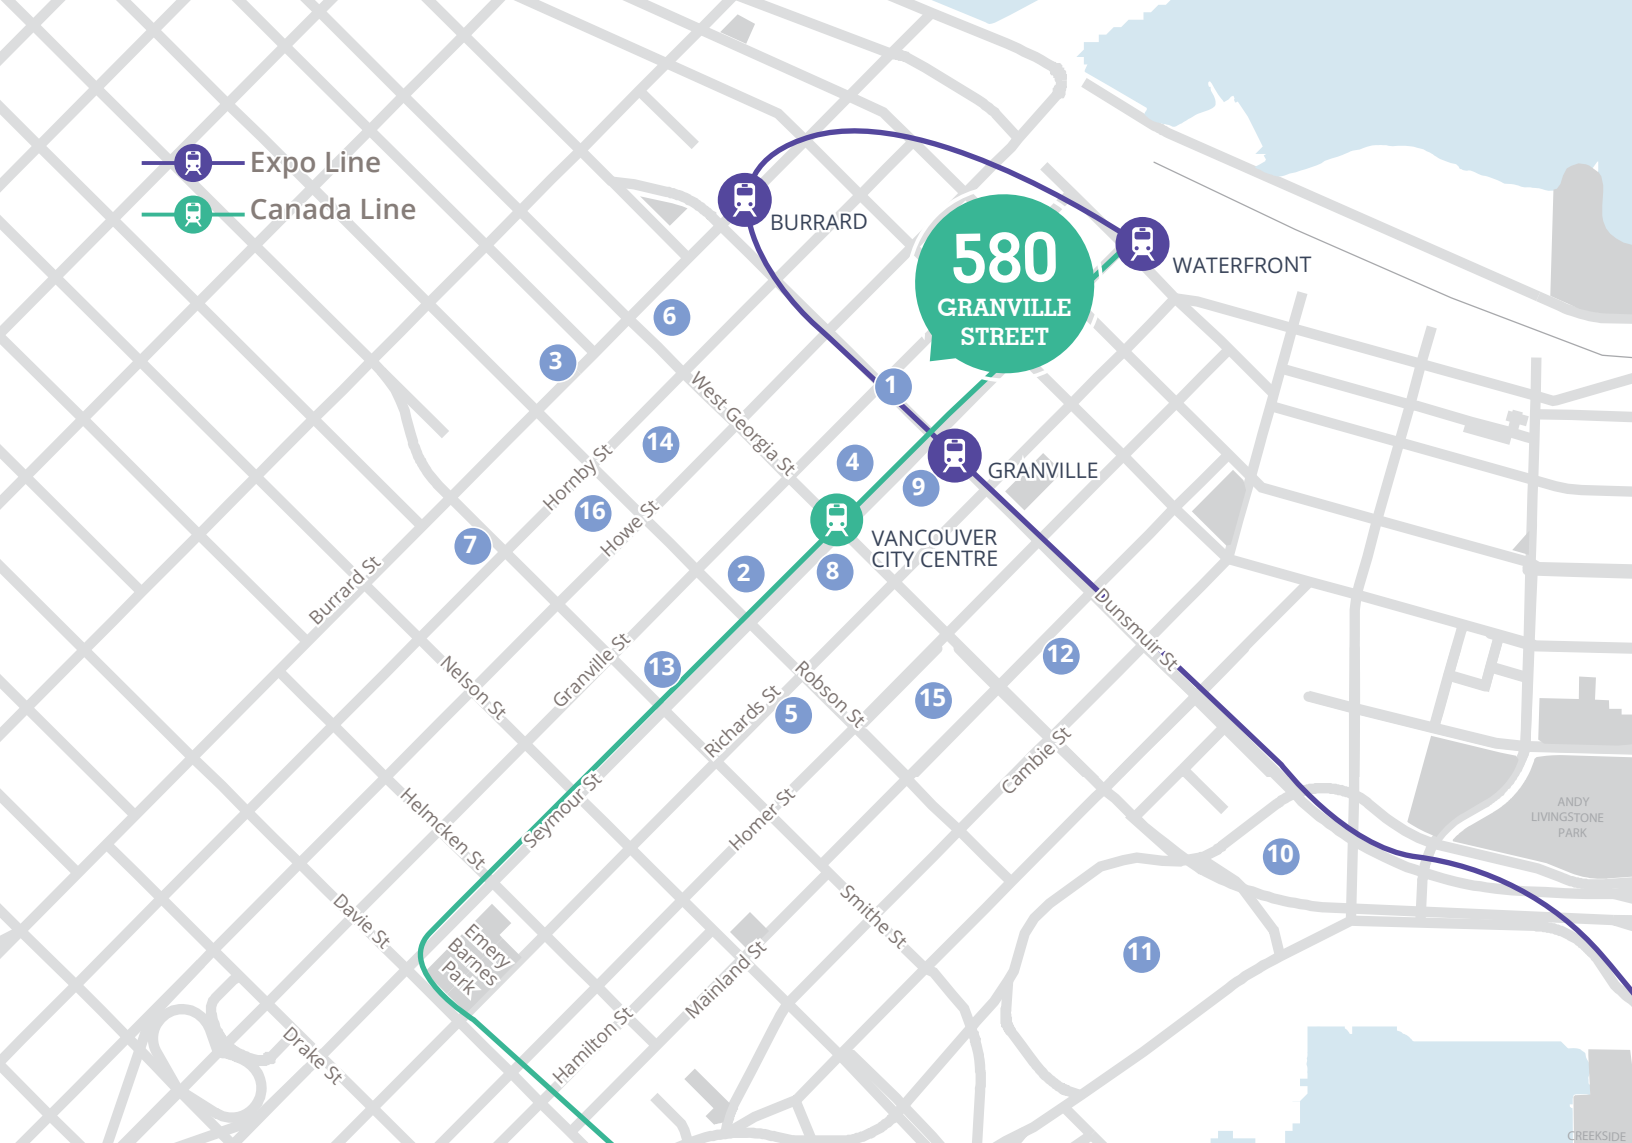 Expo Line
Canada Line
BURRARD
WATERFRONT
580
GRANVILLE
STREET
6
3
1
West Georgia St
14
4
GRANVILLE
9
Hornby St
16
Howe St
7
VANCOUVER
CITY CENTRE
2
8
Burrard St
Dunsmuir St
12
Granville St
13
Nelson St
Robson St
15
Richards St
5
Cambie St
Seymour St
Homer St
Helmcken St
ANDY
LIVINGSTONE
PARK
10
Davie St
Smithe St
11
Emery
Barnes
Park
Mainland St
Hamilton St
Drake St
CREEKSIDE